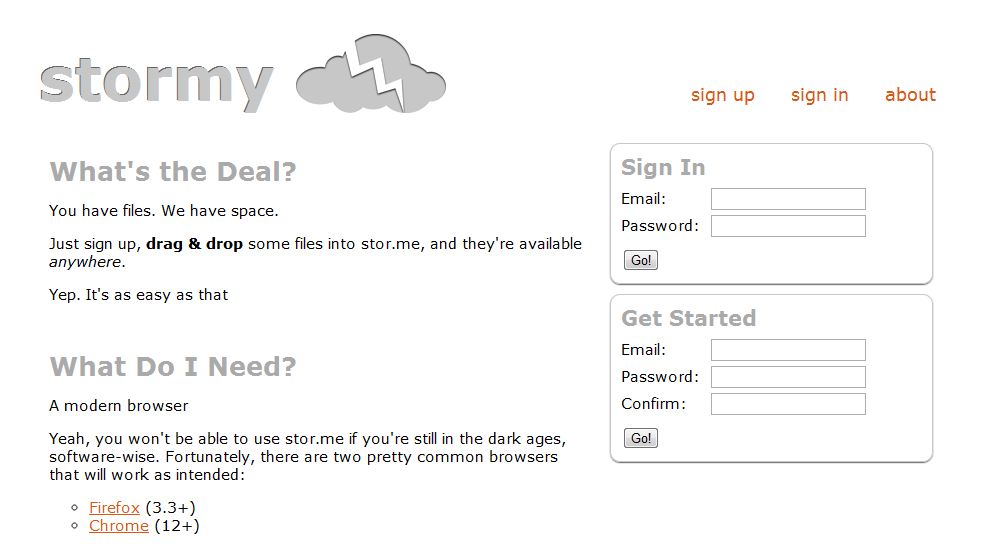 stormy
sign up sign in about
What's the Deal?
You have files. We have space.
Just sign up, drag & drop some files into stor.me, and they're available
anywhere.
Yep. It's as easy as that
What Do I Need?
A modern browser
Yeah, you won't be able to use stor.me if you're still in the dark ages,
software-wise. Fortunately, there are two pretty common browsers
that will work as intended:
Firefox (3.3+)
Chrome (12+)
Sign In
Email:
Password:
Go!
Get Started
Email:
Password:
Confirm:
Go!